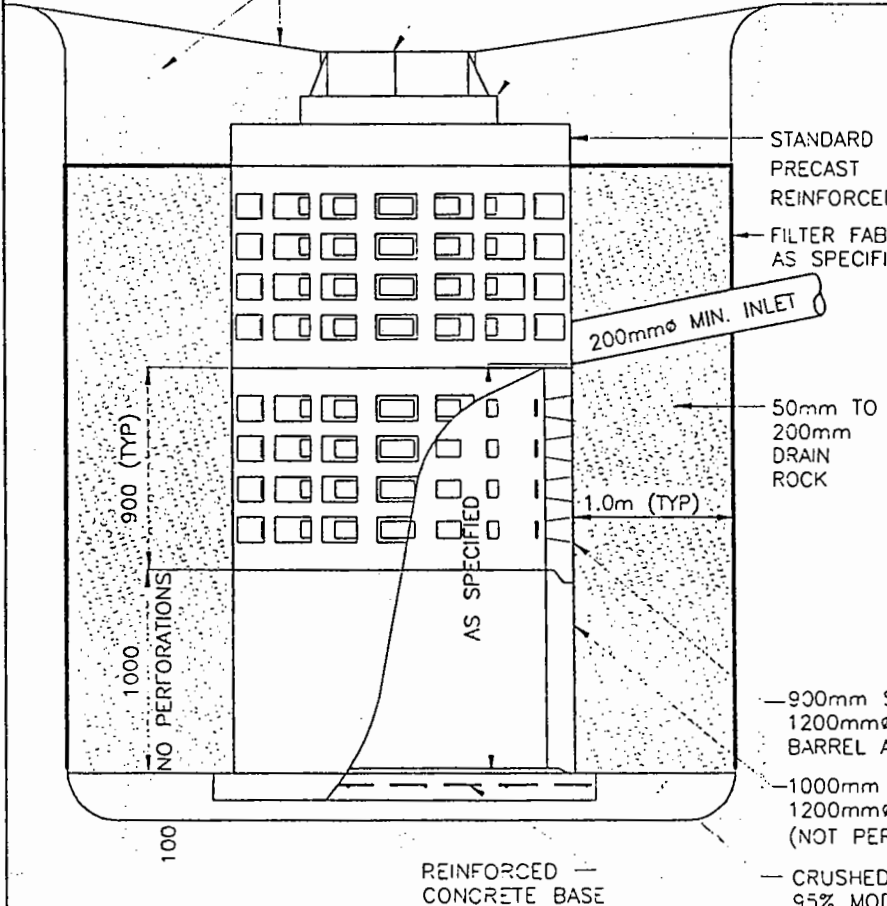 STANDARD
PRECAST
REINFORCED
FILTER FAB
AS SPECIFI
200mmø MIN. INLET
50mm TO
200mm
DRAIN
ROCK
900 (TYP)
1.0m (TYP)
AS SPECIFIED
1000
NO PERFORATIONS
900mm S
1200mmø
BARREL A
1000mm
1200mmø
(NOT PER
100
REINFORCED
CONCRETE BASE
CRUSHED
95% MOD